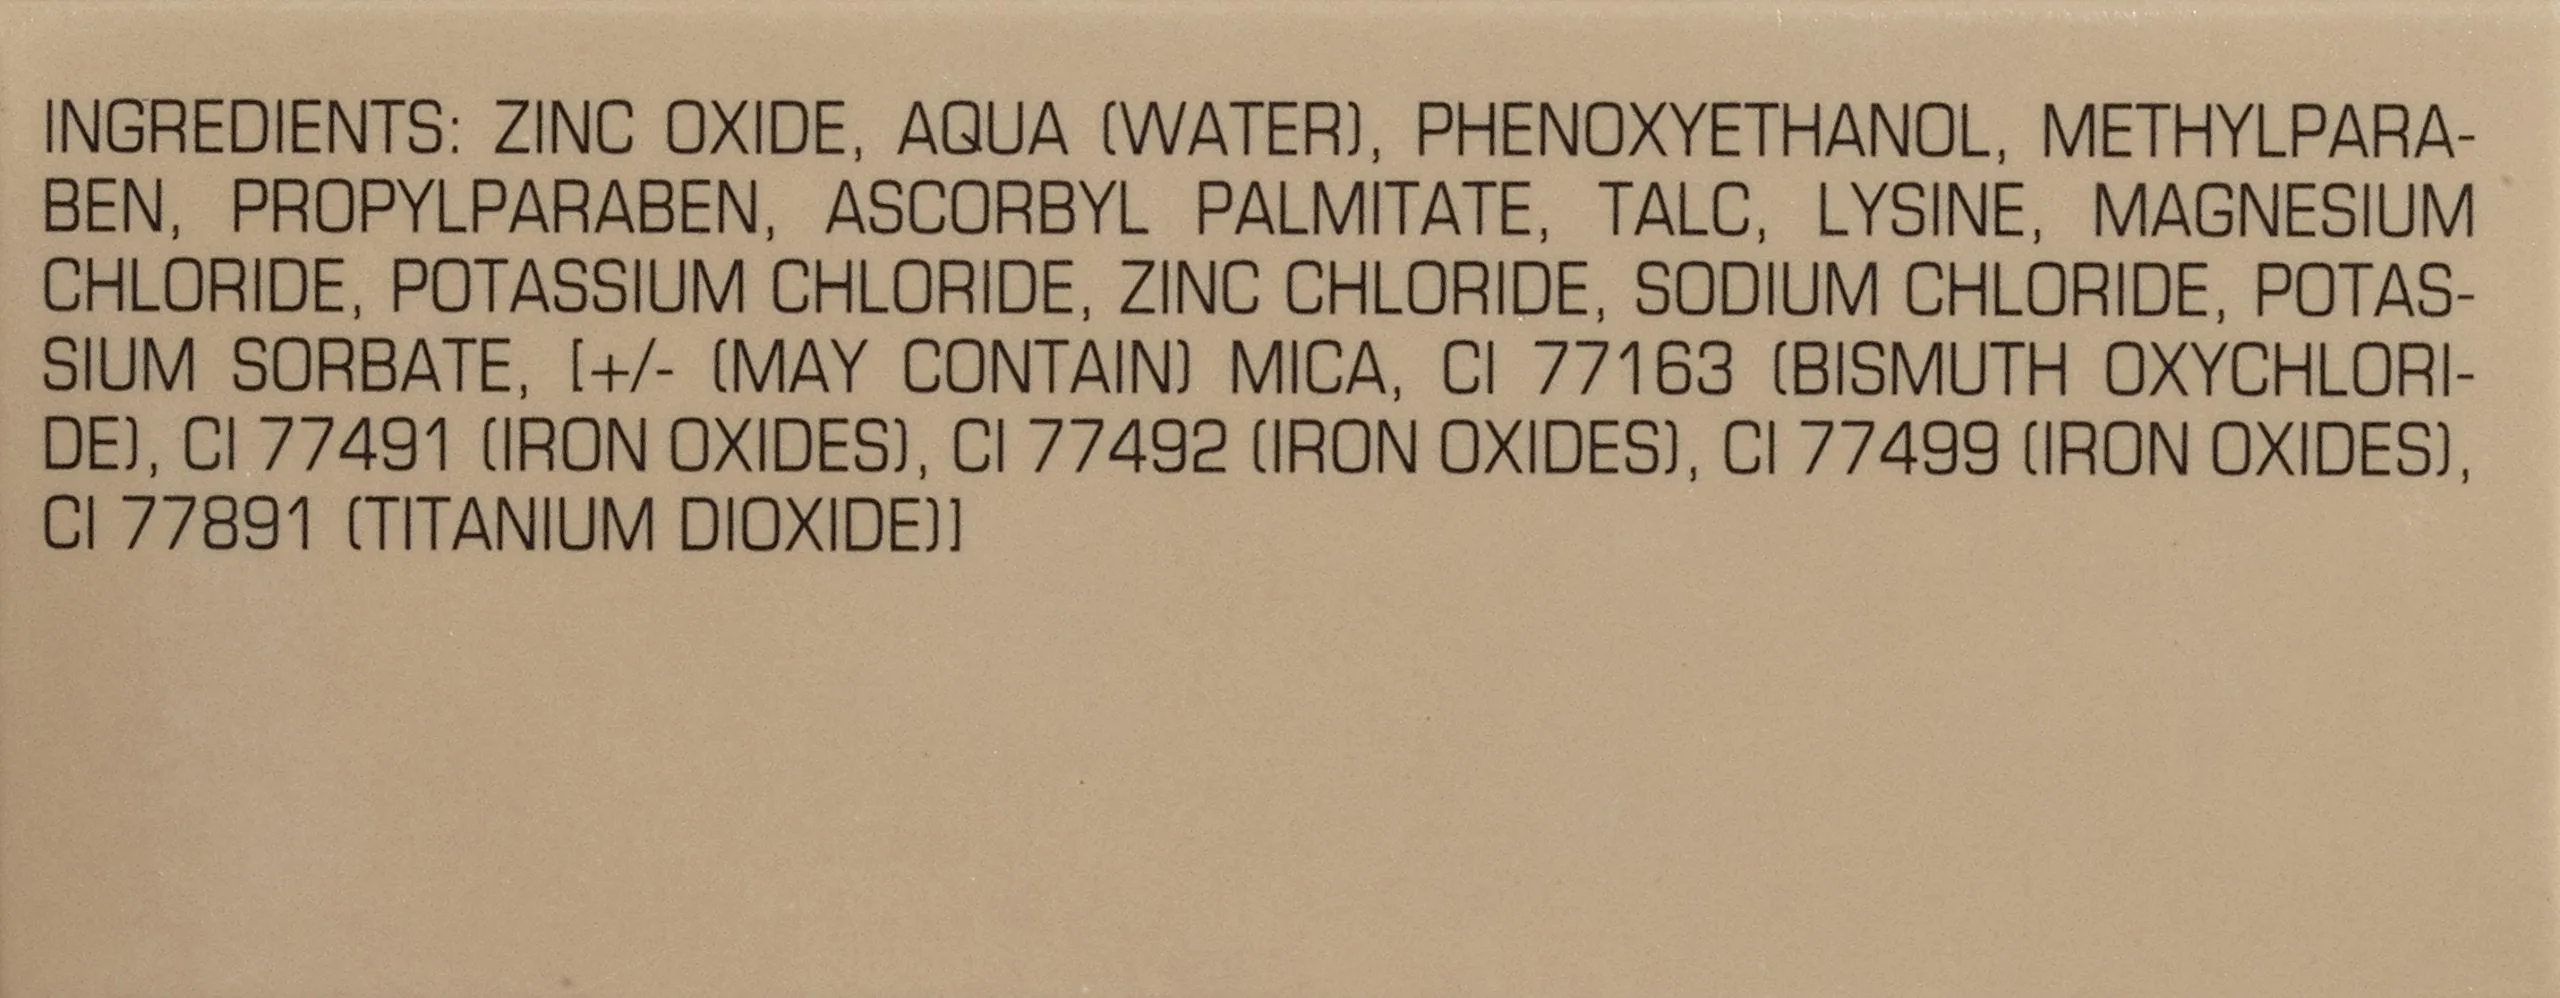 INGREDIENTS: ZINC OXIDE, AQUA (WATER), PHENOXYETHANOL, METHYLPARA-
BEN, PROPYLPARABEN, ASCORBYL PALMITATE, TALC, LYSINE, MAGNESIUM
CHLORIDE, POTASSIUM CHLORIDE, ZINC CHLORIDE, SODIUM CHLORIDE, POTAS-
SIUM SORBATE, [+/- (MAY CONTAIN) MICA, CI 77163 (BISMUTH OXYCHLORI-
DE), CI 77491 (IRON OXIDES), CI 77492 (IRON OXIDES), CI 77499 (IRON OXIDES),
CI 77891 (TITANIUM DIOXIDE)]